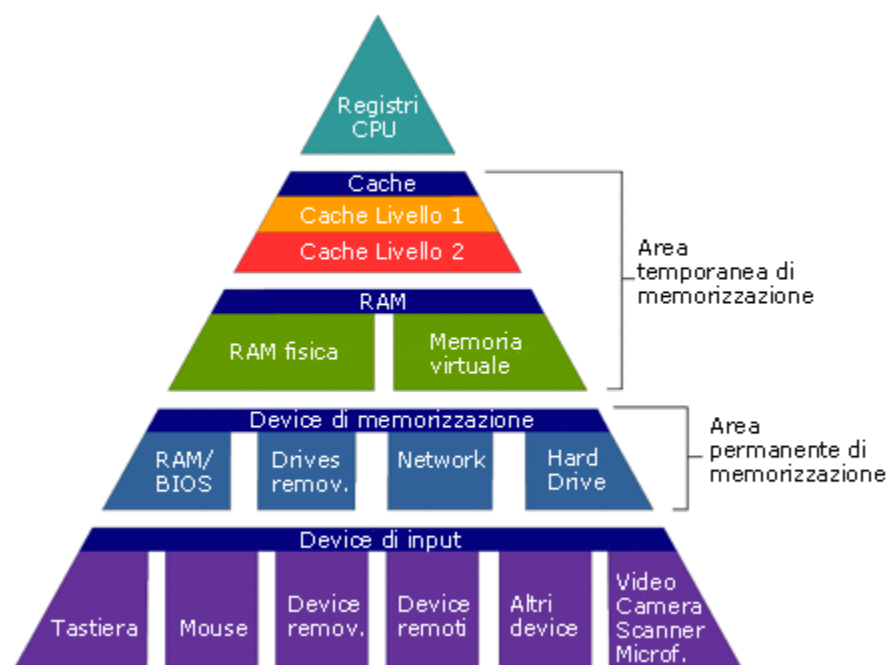 Registri
CPU
Cache
Cache Livello 1
Cache Livello 2
Area
temporanea di
memorizzazione
RAM
RAM fisica
Memoria
virtuale
Device di memorizzazione
RAM/
BIOS
Drives
remov.
Network
Hard
Drive
Area
permanente di
memorizzazione
Device di input
Tastiera
Mouse
Device
remov.
Device
remoti
Altri
device
Video
Camera
Scanner
Microf.